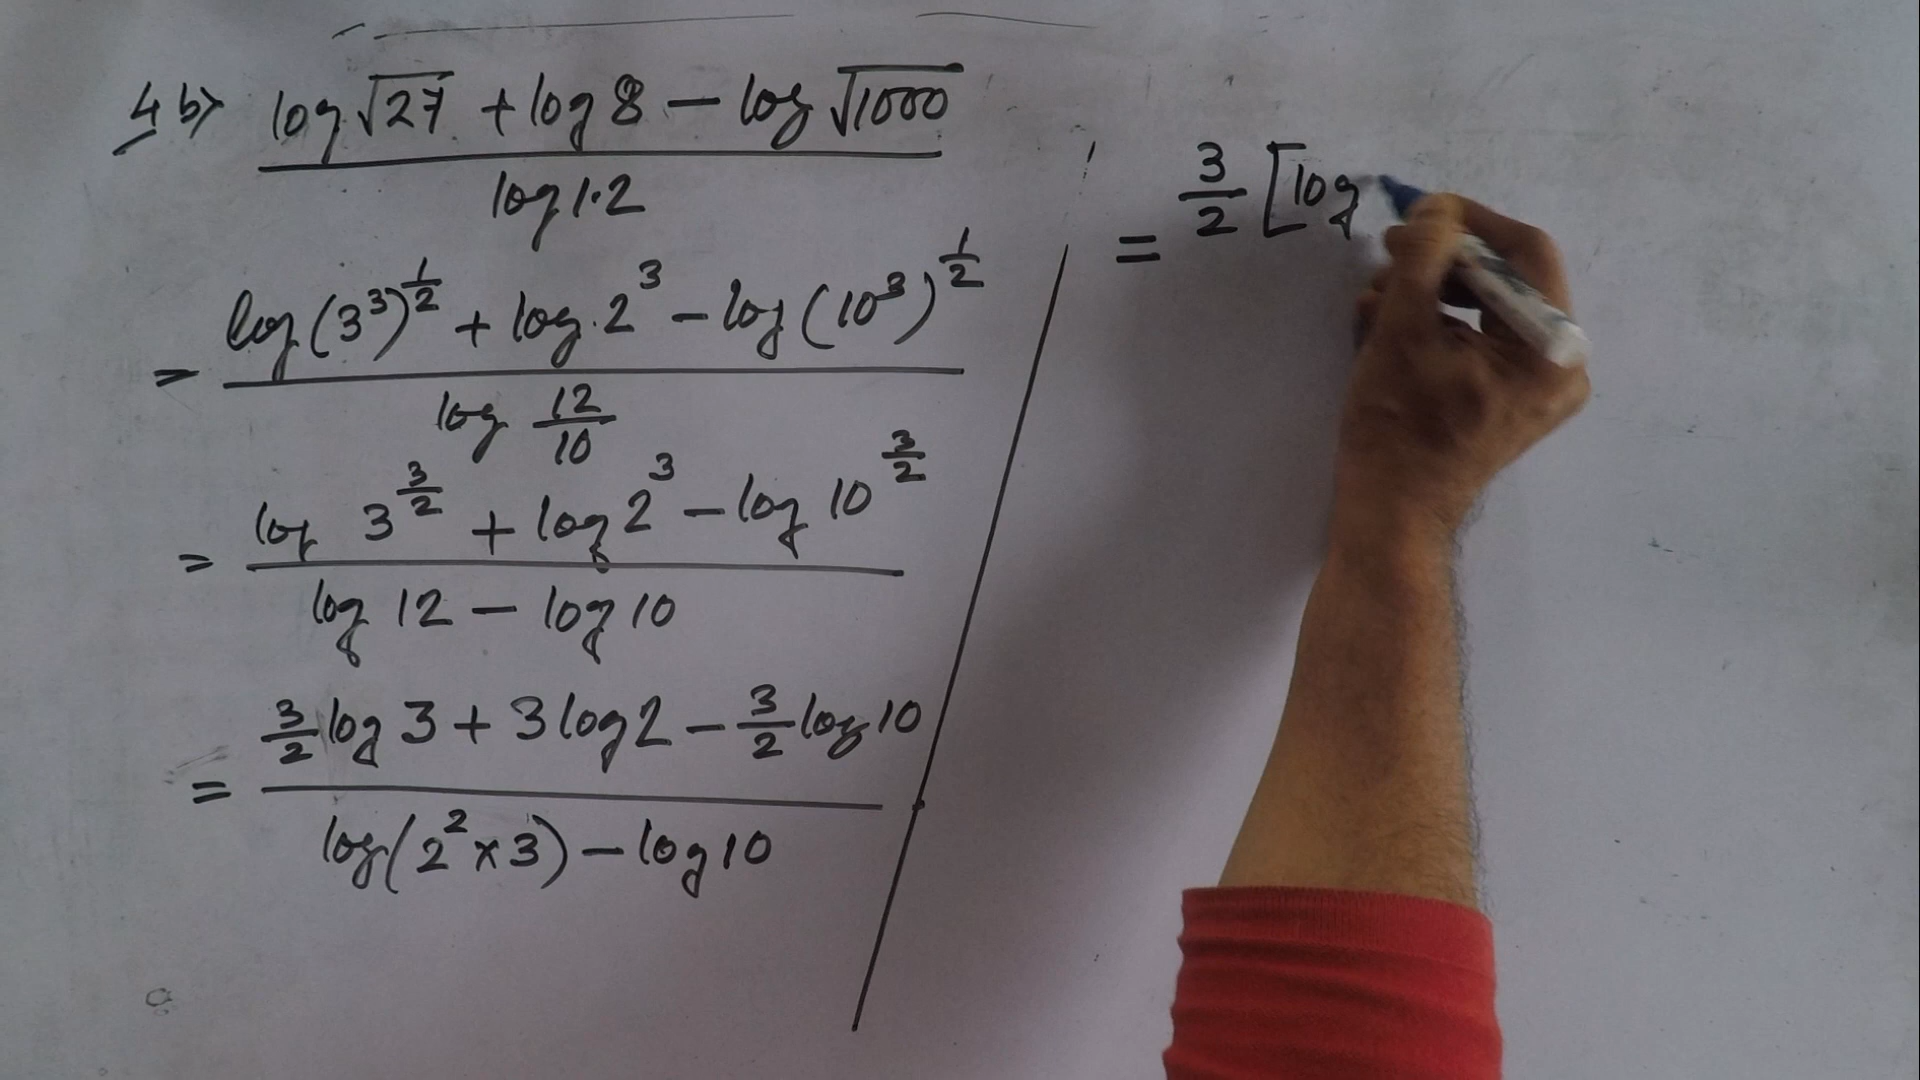 4 b> (log √27 + log 8 − log √1000) / (log 1·2)
= (log (3³)^(1/2) + log 2³ − log (10³)^(1/2)) / (log 12/10)
= (log 3^(3/2) + log 2³ − log 10^(3/2)) / (log 12 − log 10)
= (3/2 log 3 + 3 log 2 − 3/2 log 10) / (log (2² × 3) − log 10)
= 3/2 [log